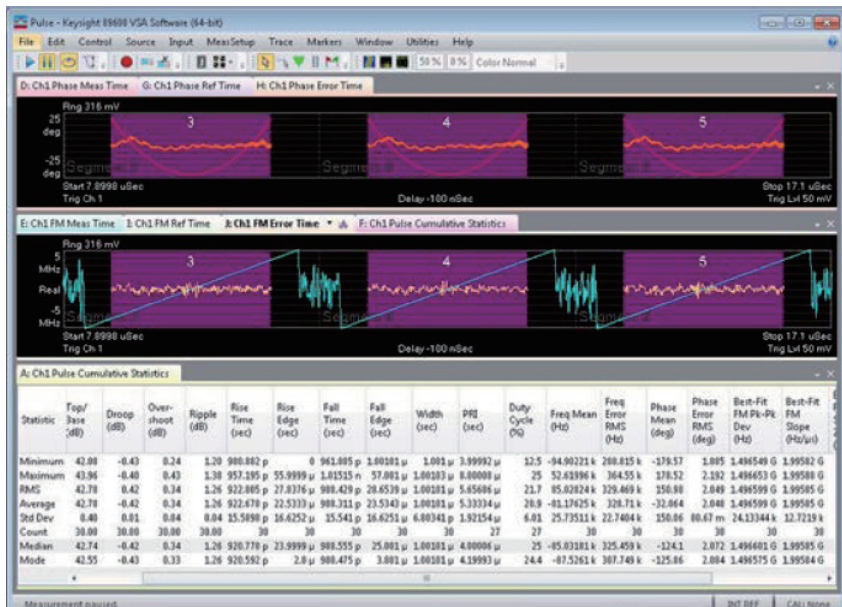 Pulse - Keysight 89600 VSA Software (64-bit)
File Edit Control Source Input MeasSetup Trace Markers Window Utilities Help
50 % 0 % Color Normal
D: Ch1 Phase Meas Time G: Ch1 Phase Ref Time H: Ch1 Phase Error Time
Rng 316 mV
25
deg
3 4 5
-25
deg
Start 7.8998 uSec Stop 17.1 uSec
Trig Ch 1 Delay -100 nSec Trig Lvl 50 mV
E: Ch1 FM Meas Time I: Ch1 FM Ref Time J: Ch1 FM Error Time F: Ch1 Pulse Cumulative Statistics
Rng 316 mV
5
MHz
3 4 5
Real
-5
MHz
Start 7.8998 uSec Stop 17.1 uSec
Trig Ch 1 Delay -100 nSec Trig Lvl 50 mV
A: Ch1 Pulse Cumulative Statistics
Statistic Top/Base (dB) Droop (dB) Over-shoot (dB) Ripple (dB) Rise Time (sec) Rise Edge (sec) Fall Time (sec) Fall Edge (sec) Width (sec) PRI (sec) Duty Cycle (%) Freq Mean (Hz) Freq Error RMS (Hz) Phase Mean (deg) Phase Error RMS (deg) Best-Fit FM Pk-Pk Dev (Hz) Best-Fit FM Slope (Hz/µs)
Minimum 42.08 -0.43 0.24 1.20 900.882 p 0 961.005 p 1.00101 µ 1.001 µ 3.99992 µ 12.5 -94.90221 k 208.815 k -179.57 1.885 1.496549 G 1.99582 G
Maximum 43.96 -0.40 0.43 1.38 957.195 p 55.9999 µ 1.01515 n 57.001 µ 1.00183 µ 8.00008 µ 25 52.61996 k 364.55 k 178.52 2.192 1.496653 G 1.99588 G
RMS 42.78 0.42 0.34 1.26 922.805 p 27.8376 µ 988.429 p 28.6539 µ 1.00181 µ 5.65606 µ 21.7 85.02824 k 329.469 k 150.98 2.049 1.496599 G 1.99585 G
Average 42.78 -0.42 0.34 1.26 922.670 p 22.5333 µ 988.311 p 23.5343 µ 1.00181 µ 5.33334 µ 20.9 -81.17625 k 328.71 k -32.064 2.048 1.496599 G 1.99585 G
Std Dev 0.40 0.01 0.04 0.04 15.5898 p 16.6252 µ 15.541 p 16.6251 µ 6.80341 p 1.92154 µ 6.01 25.73511 k 22.7404 k 150.06 80.67 m 24.13344 k 12.7219 k
Count 30.00 30.00 30.00 30.00 30 30 30 30 30 27 27 30 30 30 30 30 30
Median 42.74 -0.42 0.34 1.26 920.770 p 23.9999 µ 988.555 p 25.001 µ 1.00181 µ 4.00006 µ 25 -85.03181 k 325.459 k -124.1 2.072 1.496601 G 1.99585 G
Mode 42.55 -0.43 0.33 1.26 920.592 p 2.8 µ 988.475 p 3.801 µ 1.00181 µ 4.19993 µ 24.4 -87.5261 k 307.749 k -125.86 2.084 1.496575 G 1.99584 G
Measurement paused INT REF CAL: None